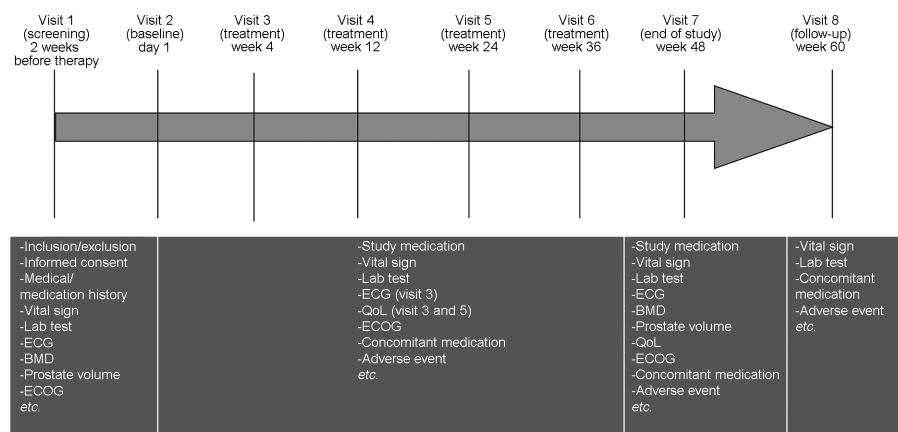 Visit 1
(screening)
2 weeks
before therapy
Visit 2
(baseline)
day 1
Visit 3
(treatment)
week 4
Visit 4
(treatment)
week 12
Visit 5
(treatment)
week 24
Visit 6
(treatment)
week 36
Visit 7
(end of study)
week 48
Visit 8
(follow-up)
week 60
-Inclusion/exclusion
-Informed consent
-Medical/
medication history
-Vital sign
-Lab test
-ECG
-BMD
-Prostate volume
-ECOG
etc.
-Study medication
-Vital sign
-Lab test
-ECG (visit 3)
-QoL (visit 3 and 5)
-ECOG
-Concomitant medication
-Adverse event
etc.
-Study medication
-Vital sign
-Lab test
-ECG
-BMD
-Prostate volume
-QoL
-ECOG
-Concomitant medication
-Adverse event
etc.
-Vital sign
-Lab test
-Concomitant
medication
-Adverse event
etc.